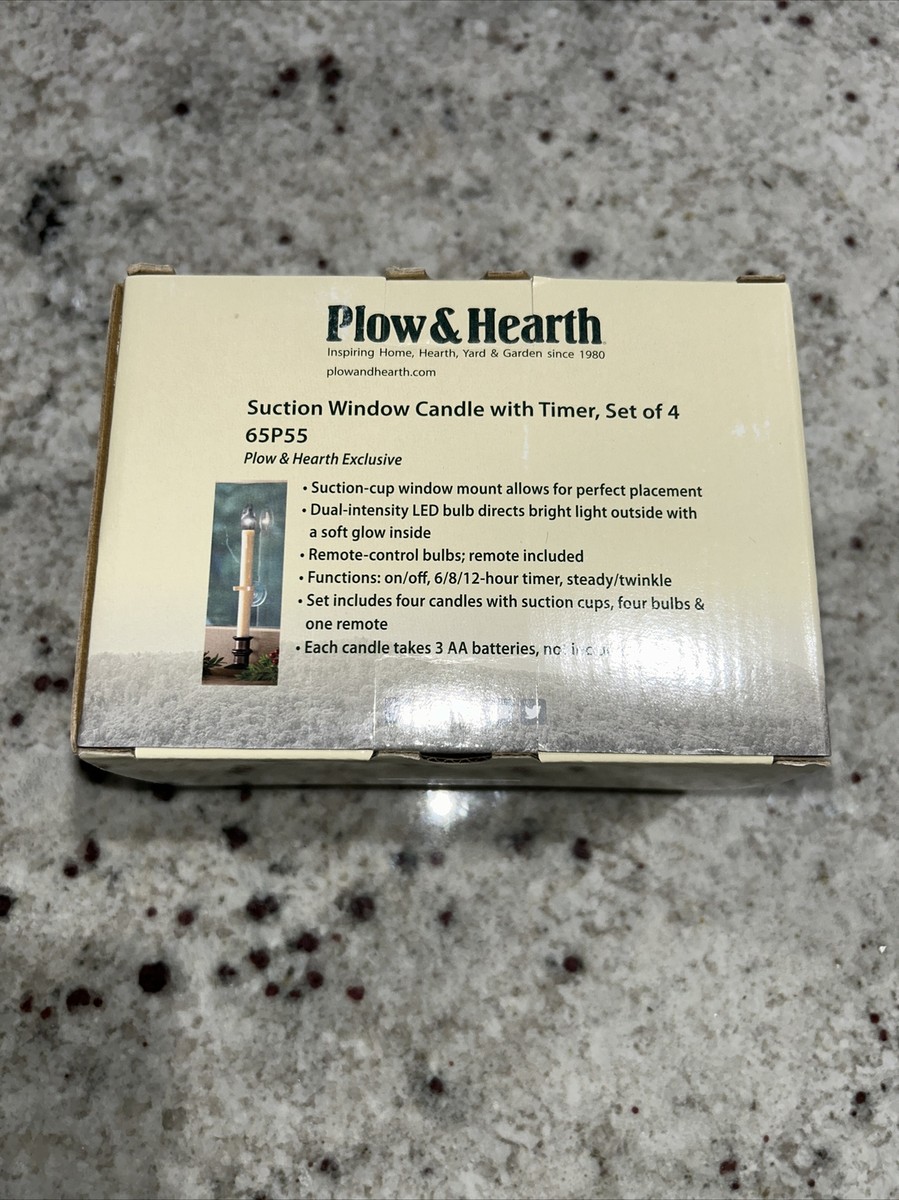 Plow & Hearth
Inspiring Home, Hearth, Yard & Garden since 1980
plowandhearth.com
Suction Window Candle with Timer, Set of 4
65P55
Plow & Hearth Exclusive
• Suction-cup window mount allows for perfect placement
• Dual-intensity LED bulb directs bright light outside with
a soft glow inside
• Remote-control bulbs; remote included
• Functions: on/off, 6/8/12-hour timer, steady/twinkle
• Set includes four candles with suction cups, four bulbs &
one remote
• Each candle takes 3 AA batteries, not